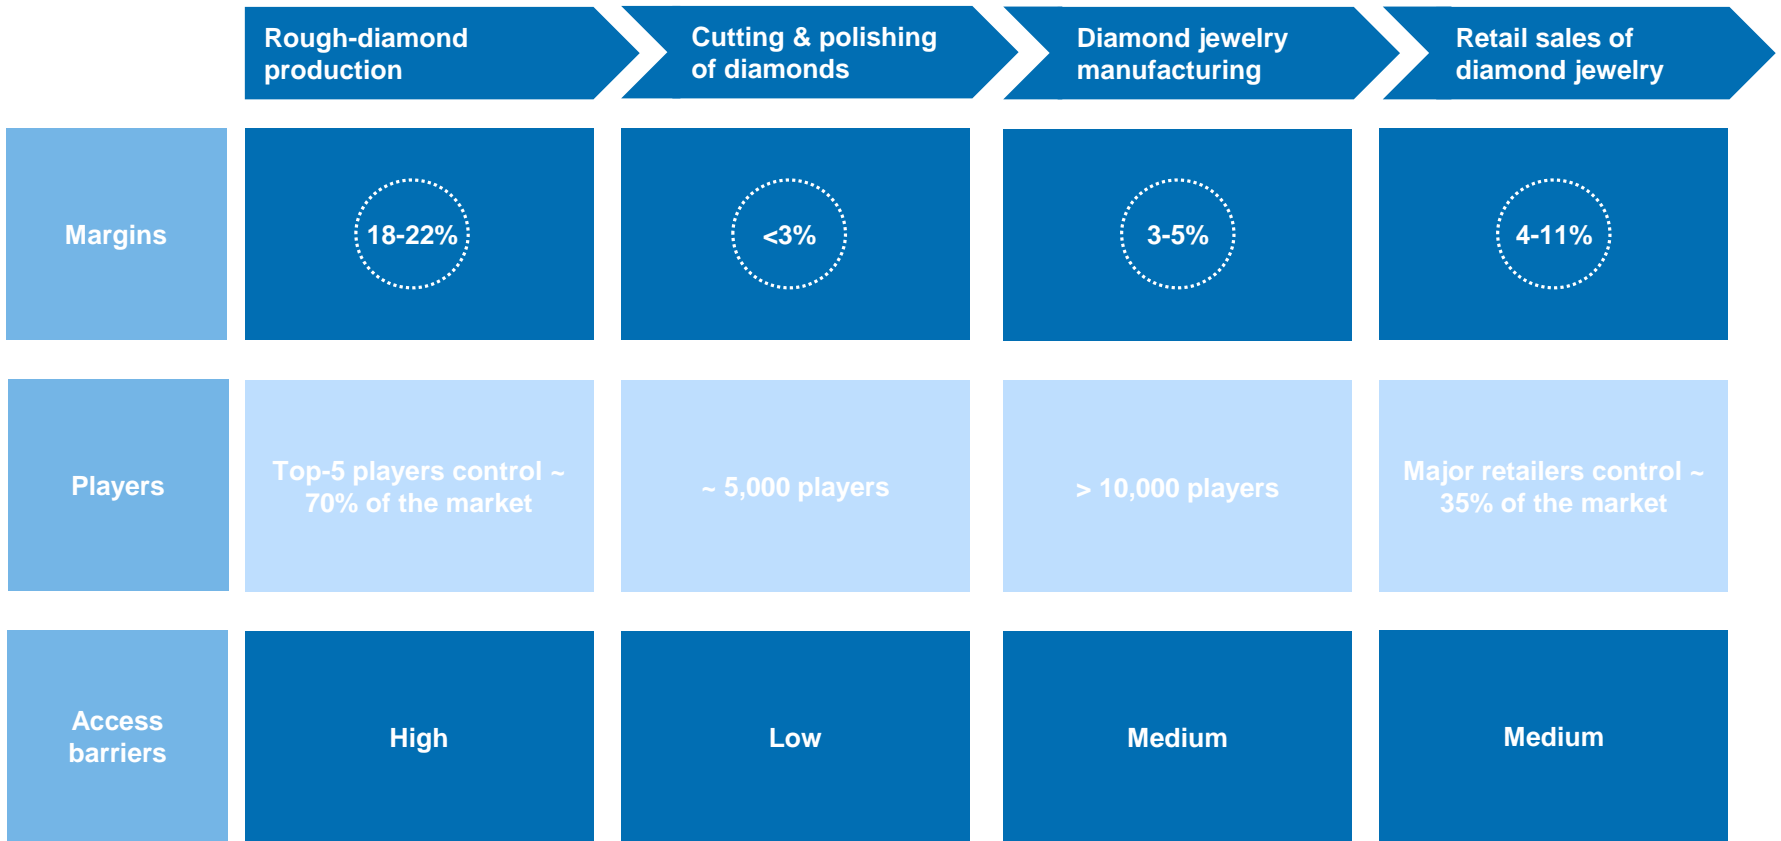 Rough-diamond
production
Cutting & polishing
of diamonds
Diamond jewelry
manufacturing
Retail sales of
diamond jewelry
Margins
18-22%
<3%
3-5%
4-11%
Players
Top-5 players control ~
70% of the market
~ 5,000 players
> 10,000 players
Major retailers control ~
35% of the market
Access
barriers
High
Low
Medium
Medium